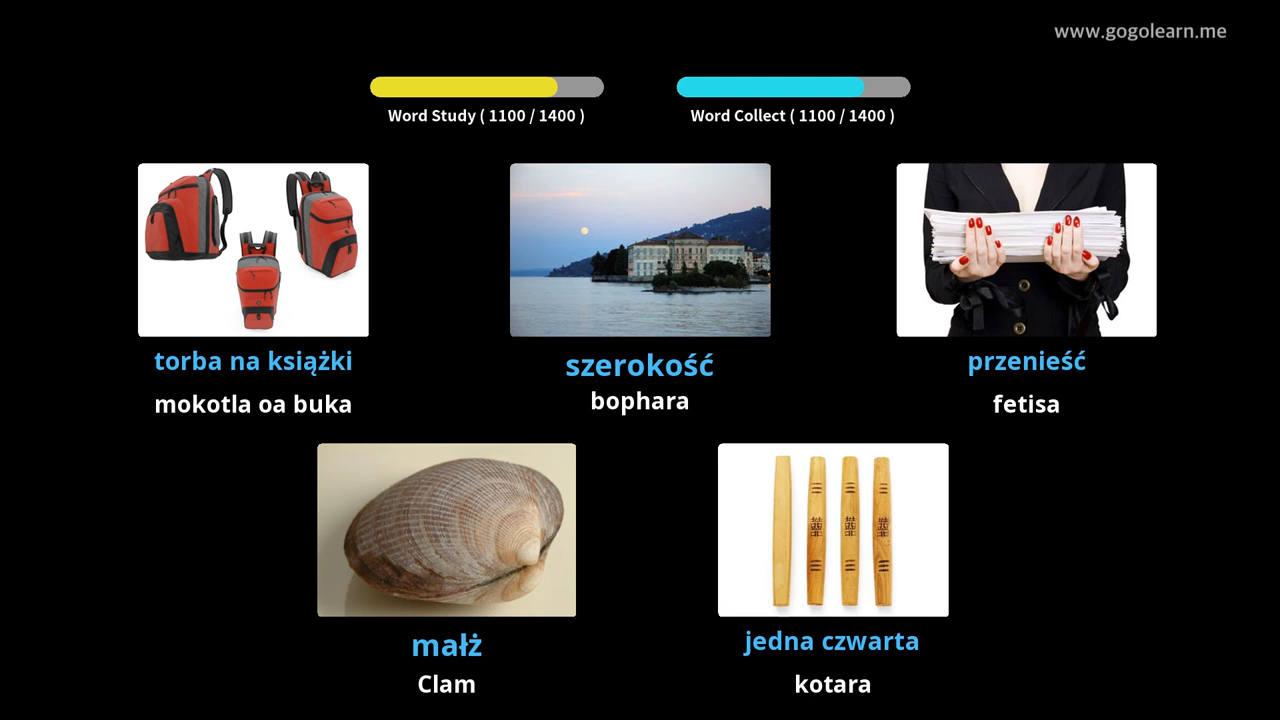 www.gogolearn.me
Word Study ( 1100 / 1400 )
Word Collect ( 1100 / 1400 )
torba na książki
mokotla oa buka
szerokość
bophara
przenieść
fetisa
małż
Clam
jedna czwarta
kotara